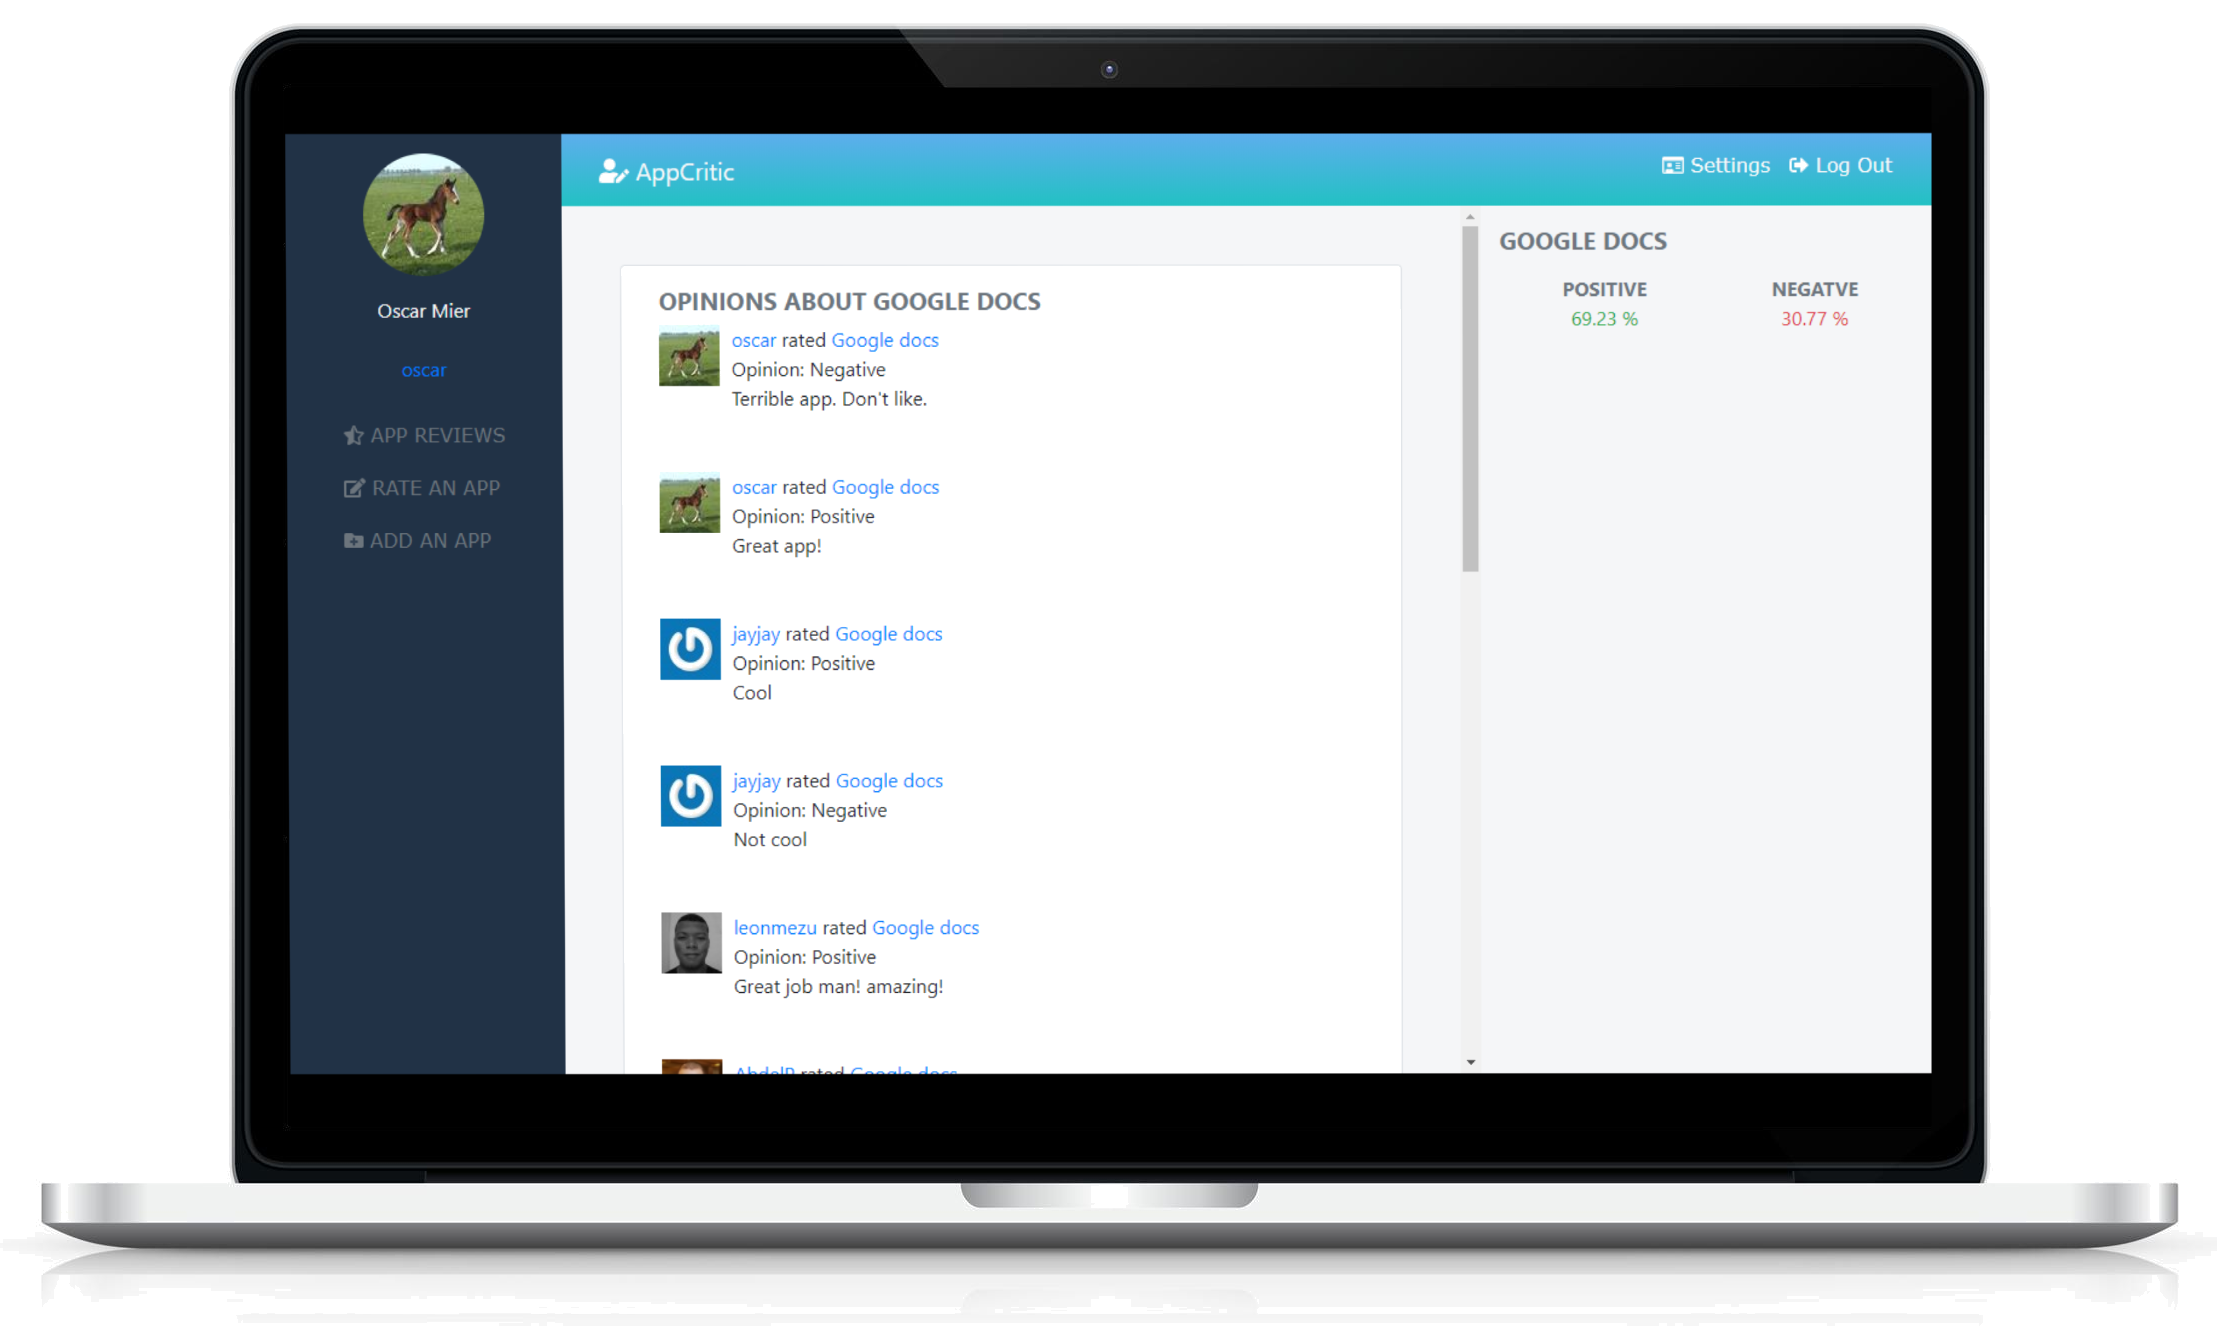 Oscar Mier
oscar
APP REVIEWS
RATE AN APP
ADD AN APP
AppCritic
Settings Log Out
OPINIONS ABOUT GOOGLE DOCS
oscar rated Google docs
Opinion: Negative
Terrible app. Don't like.
oscar rated Google docs
Opinion: Positive
Great app!
jayjay rated Google docs
Opinion: Positive
Cool
jayjay rated Google docs
Opinion: Negative
Not cool
leonmezu rated Google docs
Opinion: Positive
Great job man! amazing!
rated Google docs
GOOGLE DOCS
POSITIVE NEGATVE
69.23 % 30.77 %